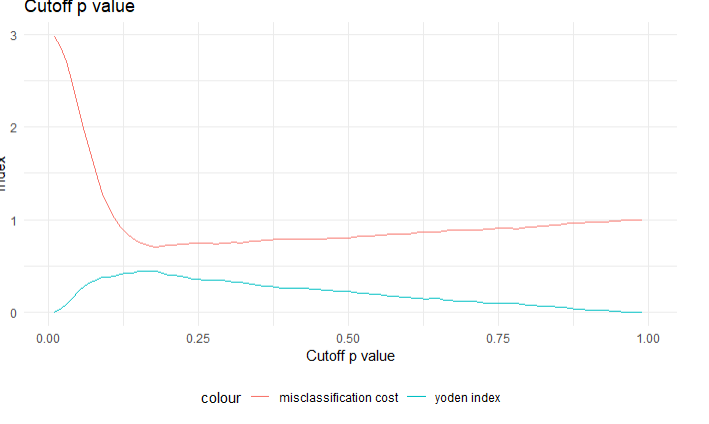 Cutoff p value
3
2
1
0
0.00 0.25 0.50 0.75 1.00
Cutoff p value
colour misclassification cost yoden index